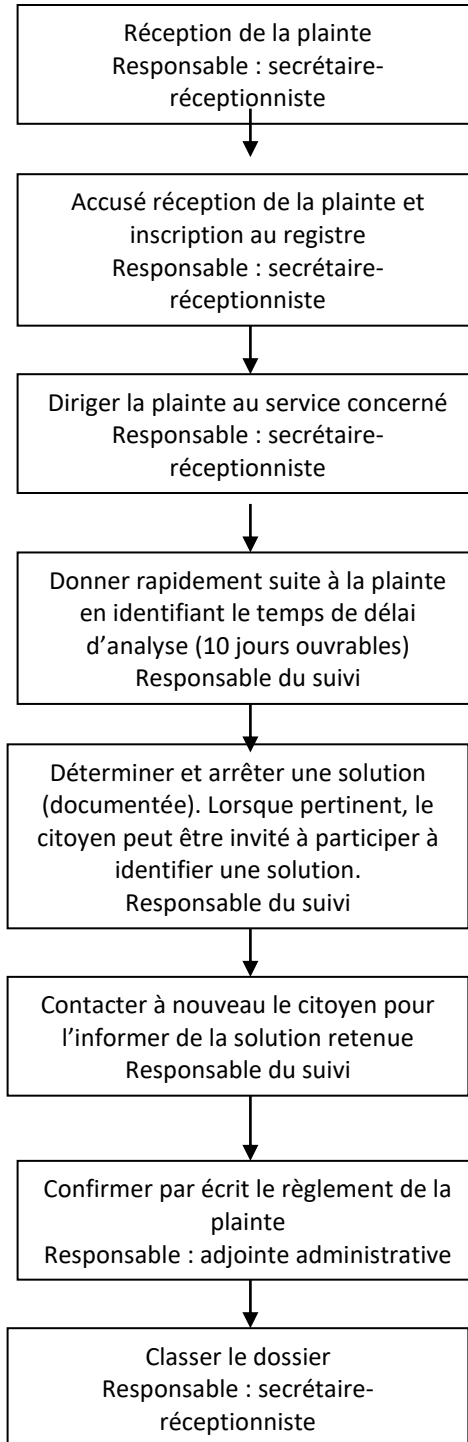 Réception de la plainte
Responsable : secrétaire-
réceptionniste
Accusé réception de la plainte et
inscription au registre
Responsable : secrétaire-
réceptionniste
Diriger la plainte au service concerné
Responsable : secrétaire-
réceptionniste
Donner rapidement suite à la plainte
en identifiant le temps de délai
d’analyse (10 jours ouvrables)
Responsable du suivi
Déterminer et arrêter une solution
(documentée). Lorsque pertinent, le
citoyen peut être invité à participer à
identifier une solution.
Responsable du suivi
Contacter à nouveau le citoyen pour
l’informer de la solution retenue
Responsable du suivi
Confirmer par écrit le règlement de la
plainte
Responsable : adjointe administrative
Classer le dossier
Responsable : secrétaire-
réceptionniste